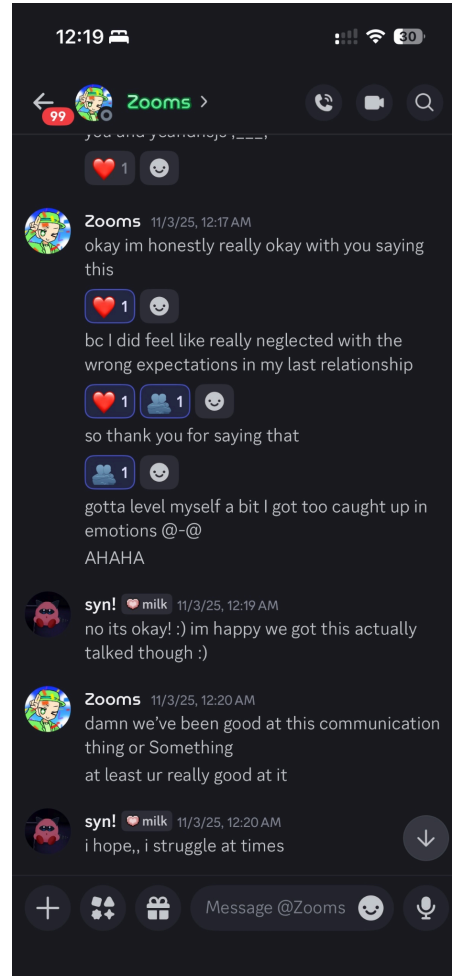 12:19
30
99
Zooms
you and yeahdhsjs ;___;
1
Zooms 11/3/25, 12:17 AM
okay im honestly really okay with you saying
this
1
bc I did feel like really neglected with the
wrong expectations in my last relationship
1 1
so thank you for saying that
1
gotta level myself a bit I got too caught up in
emotions @-@
AHAHA
syn! milk 11/3/25, 12:19 AM
no its okay! :) im happy we got this actually
talked though :)
Zooms 11/3/25, 12:20 AM
damn we've been good at this communication
thing or Something
at least ur really good at it
syn! milk 11/3/25, 12:20 AM
i hope,, i struggle at times
Message @Zooms